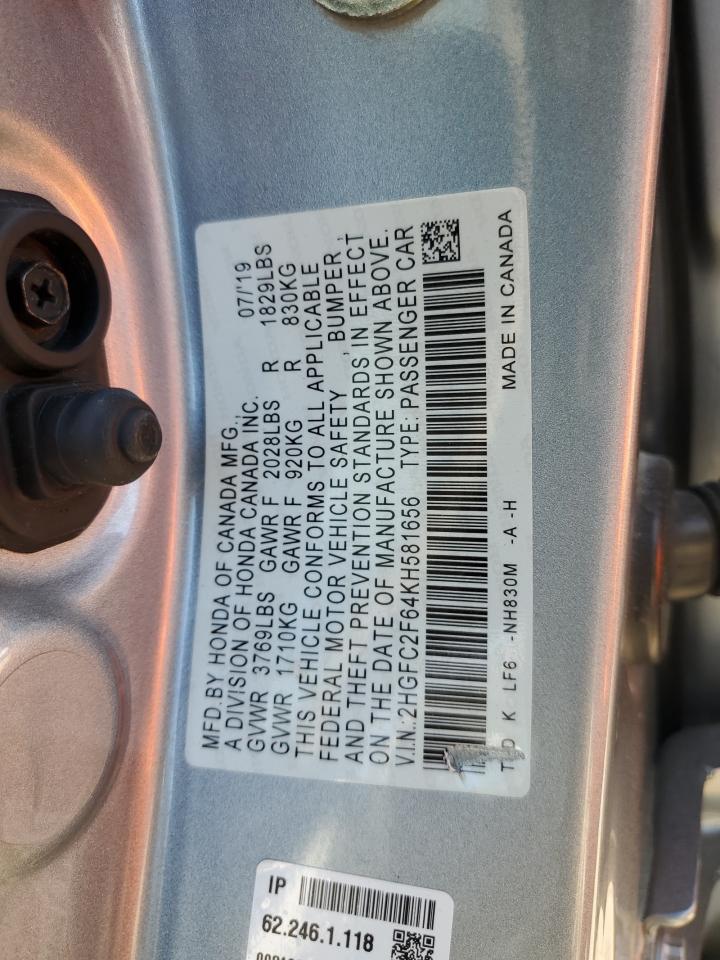 MFD.BY HONDA OF CANADA MFG.,
A DIVISION OF HONDA CANADA INC. 07/'19
GVWR 3769LBS GAWR F 2028LBS R 1829LBS
GVWR 1710KG GAWR F 920KG R 830KG
THIS VEHICLE CONFORMS TO ALL APPLICABLE
FEDERAL MOTOR VEHICLE SAFETY, BUMPER,
AND THEFT PREVENTION STANDARDS IN EFFECT
ON THE DATE OF MANUFACTURE SHOWN ABOVE.
V.I.N.:2HGFC2F64KH581656 TYPE: PASSENGER CAR
K LF6 -NH830M -A -H MADE IN CANADA
IP
62.246.1.118